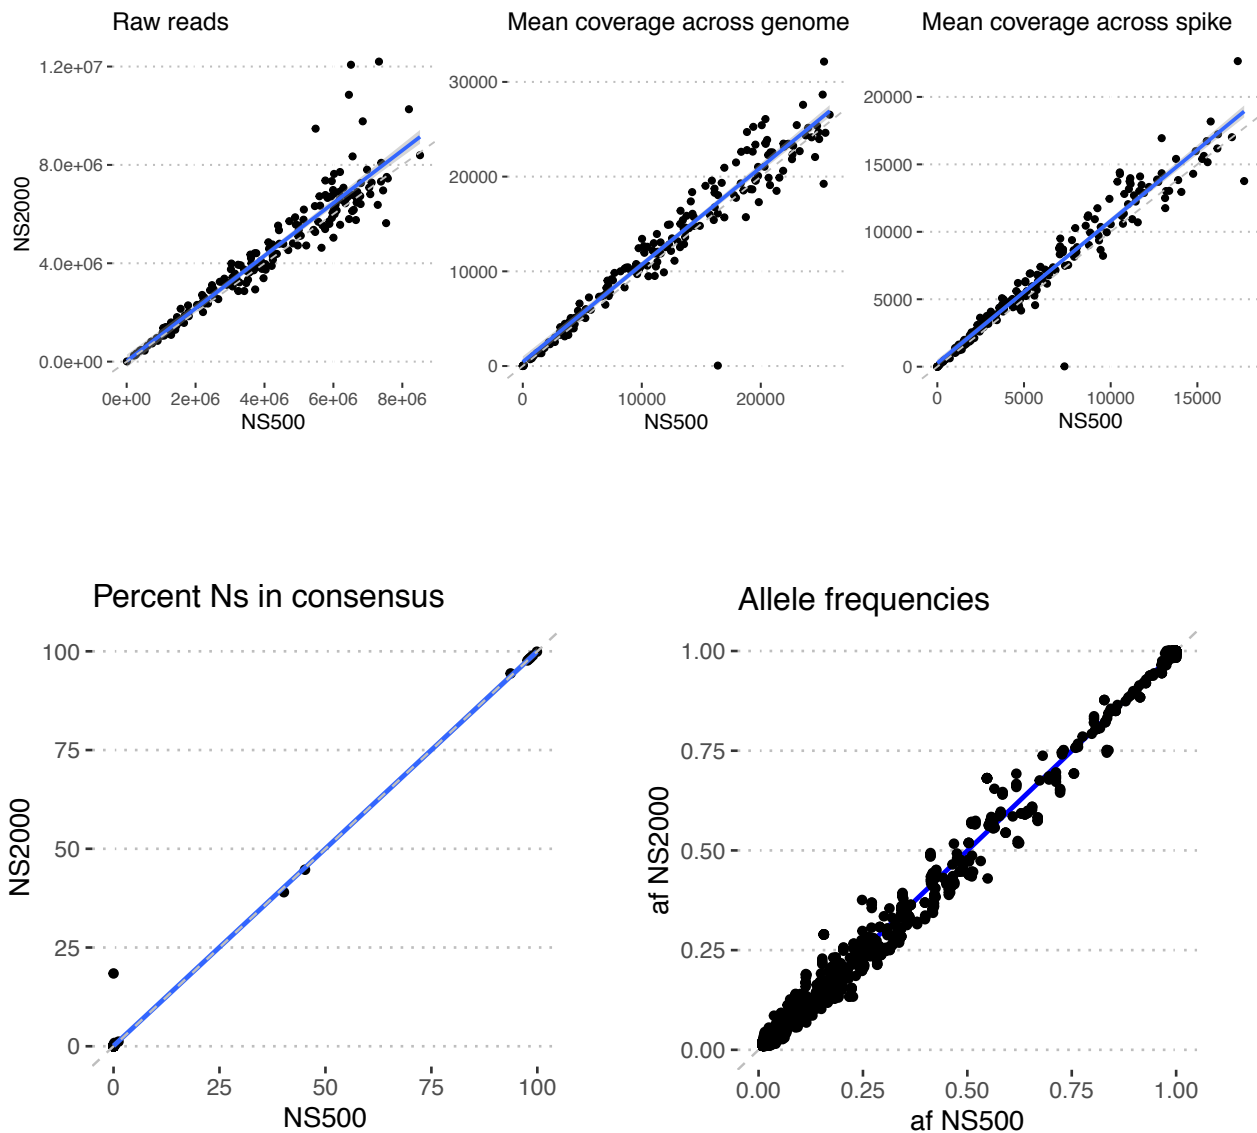 Raw reads
1.2e+07
8.0e+06
4.0e+06
0.0e+00
NS2000
0e+00 2e+06 4e+06 6e+06 8e+06
NS500
Mean coverage across genome
30000
20000
10000
0
0 10000 20000
NS500
Mean coverage across spike
20000
15000
10000
5000
0
0 5000 10000 15000
NS500
Percent Ns in consensus
100
75
50
25
0
NS2000
0 25 50 75 100
NS500
Allele frequencies
1.00
0.75
0.50
0.25
0.00
af NS2000
0.00 0.25 0.50 0.75 1.00
af NS500